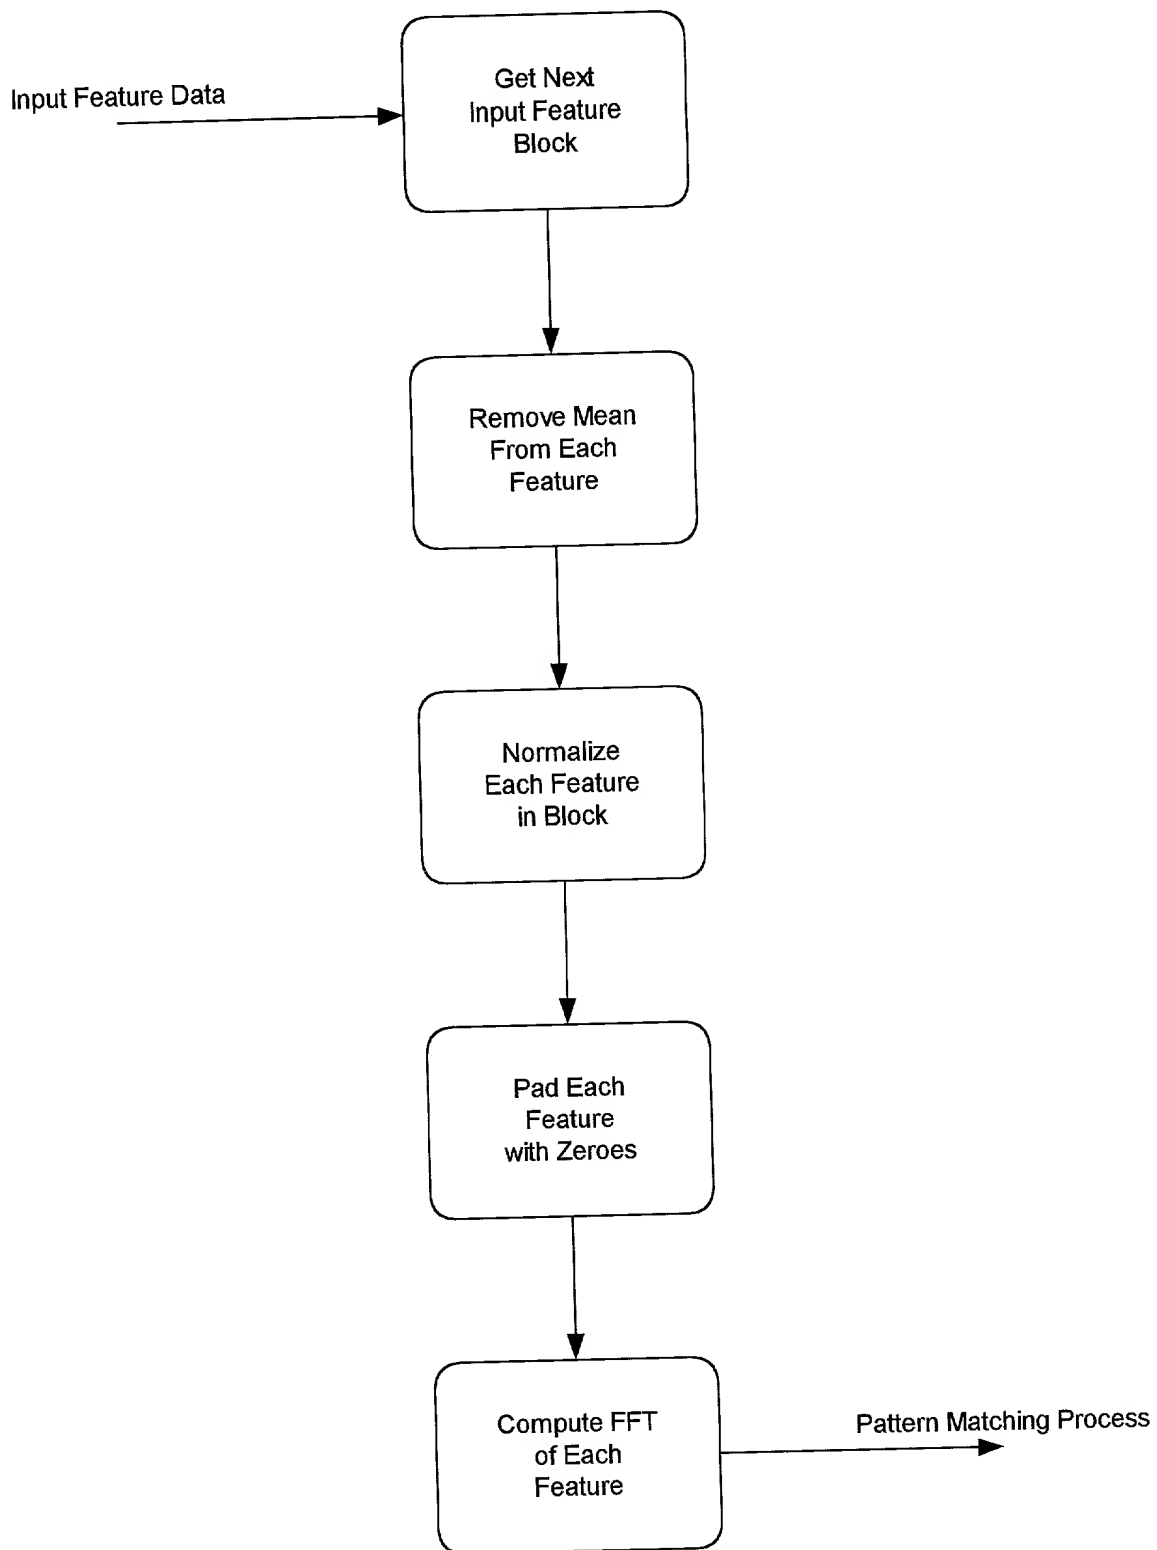 Input Feature Data
Get Next
Input Feature
Block
Remove Mean
From Each
Feature
Normalize
Each Feature
in Block
Pad Each
Feature
with Zeroes
Compute FFT
of Each
Feature
Pattern Matching Process